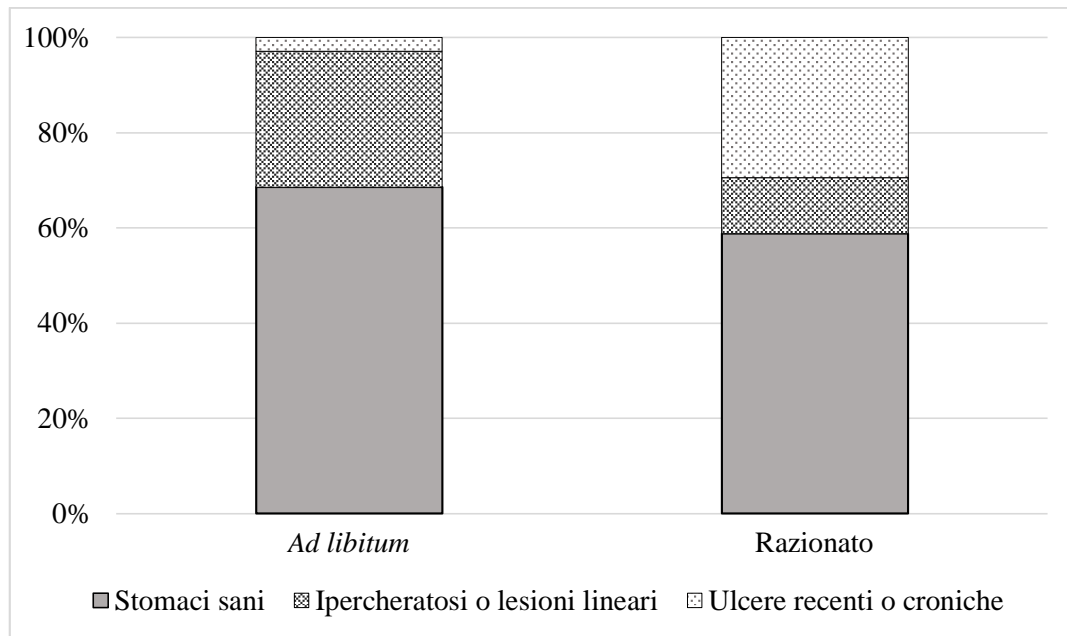 100%
80%
60%
40%
20%
0%
Ad libitum
Razionato
Stomaci sani
Ipercheratosi o lesioni lineari
Ulcere recenti o croniche